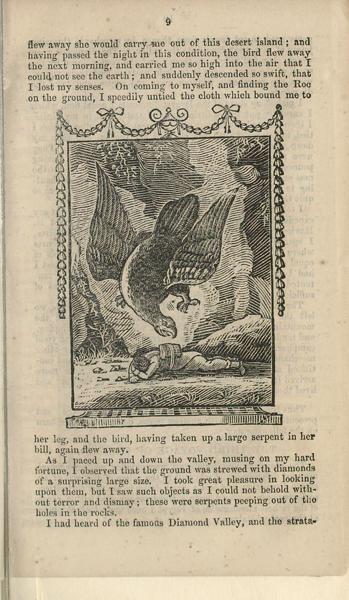 9
flew away she would carry me out of this desert island; and
having passed the night in this condition, the bird flew away
the next morning, and carried me so high into the air that I
could not see the earth; and suddenly descended so swift, that
I lost my senses. On coming to myself, and finding the Roc
on the ground, I speedily untied the cloth which bound me to
her leg, and the bird, having taken up a large serpent in her
bill, again flew away.
As I paced up and down the valley, musing on my hard
fortune, I observed that the ground was strewed with diamonds
of a surprising large size. I took great pleasure in looking
upon them, but I saw such objects as I could not behold with-
out terror and dismay; these were serpents peeping out of the
holes in the rocks.
I had heard of the famous Diamond Valley, and the strata-